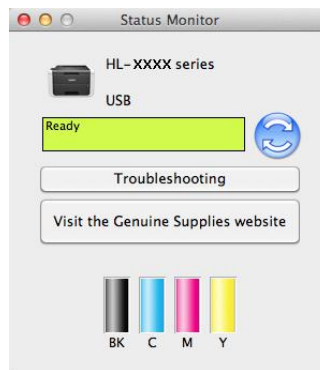 Status Monitor
HL-XXXX series
USB
Ready
Troubleshooting
Visit the Genuine Supplies website
BK C M Y